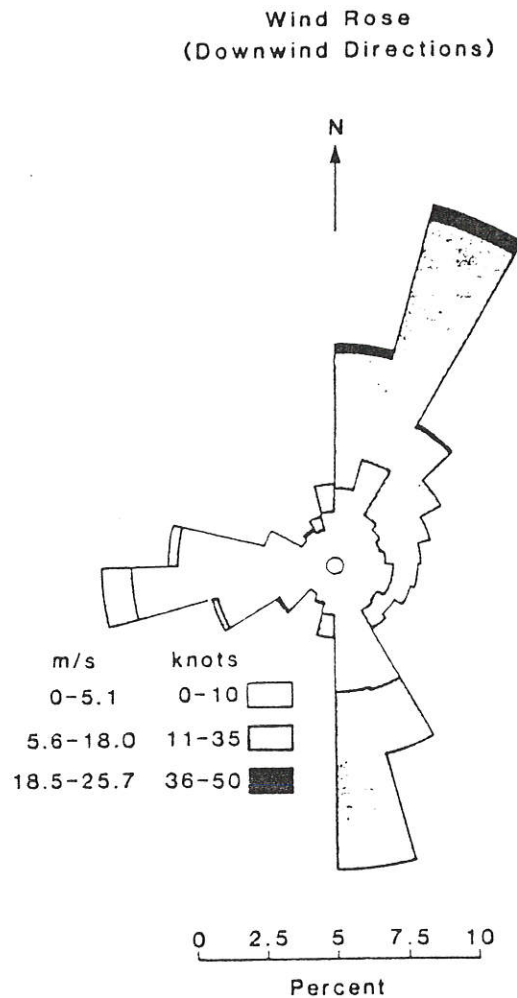 Wind Rose
(Downwind Directions)
N
m/s knots
0-5.1 0-10
5.6-18.0 11-35
18.5-25.7 36-50
0 2.5 5 7.5 10
Percent